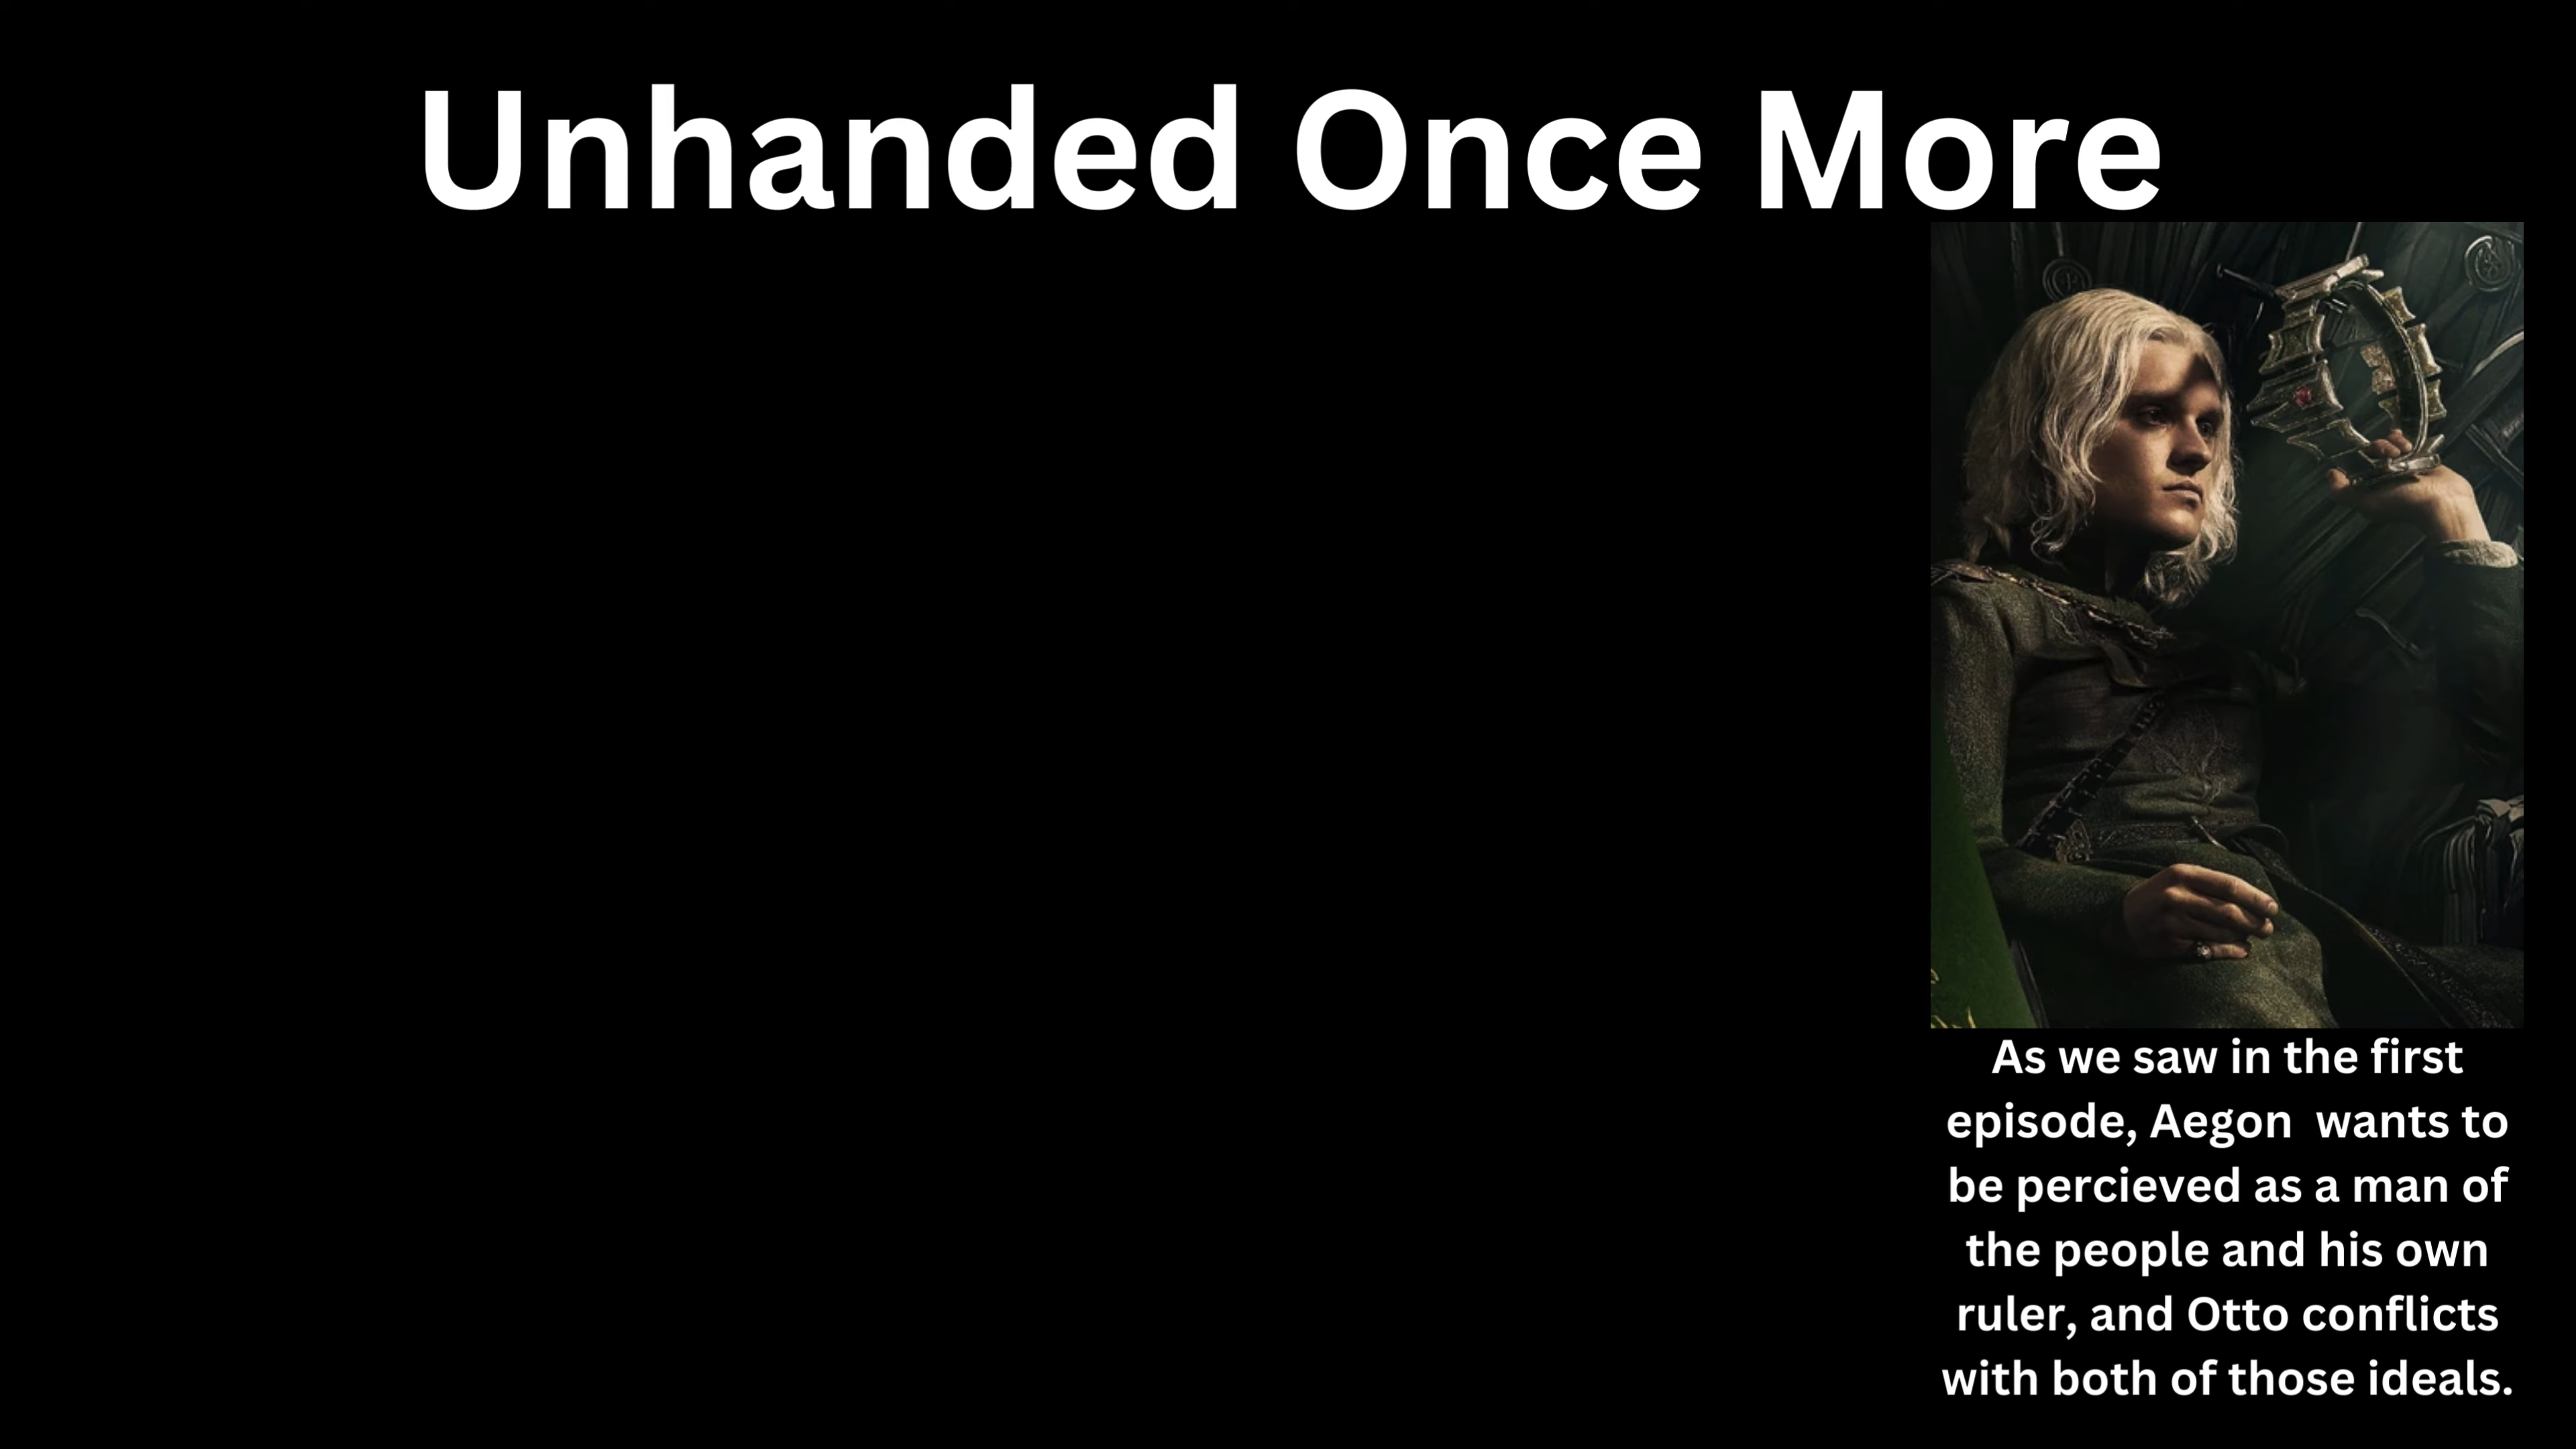 Unhanded Once More
As we saw in the first
episode, Aegon  wants to
be percieved as a man of
the people and his own
ruler, and Otto conflicts
with both of those ideals.